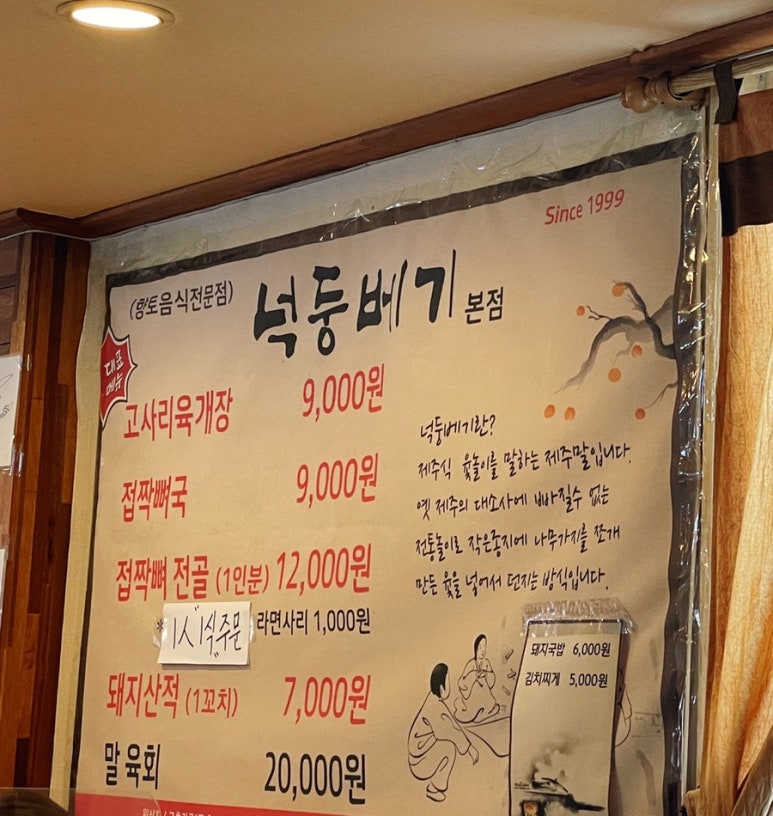 Since 1999
(향토음식전문점) 넉둥베기 본점
대표
메뉴
고사리육개장 9,000원
접짝뼈국 9,000원
접짝뼈 전골 (1인분) 12,000원
* 1人 1식 주문 라면사리 1,000원
돼지산적 (1꼬치) 7,000원
말 육회 20,000원
넉둥베기란?
제주식 윷놀이를 말하는 제주말입니다.
옛 제주의 대소사에 빠질수 없는
전통놀이로 작은종지에 나무가지를 쪼개
만든 윷을 넣어서 던지는 방식입니다.
돼지국밥 6,000원
김치찌게 5,000원